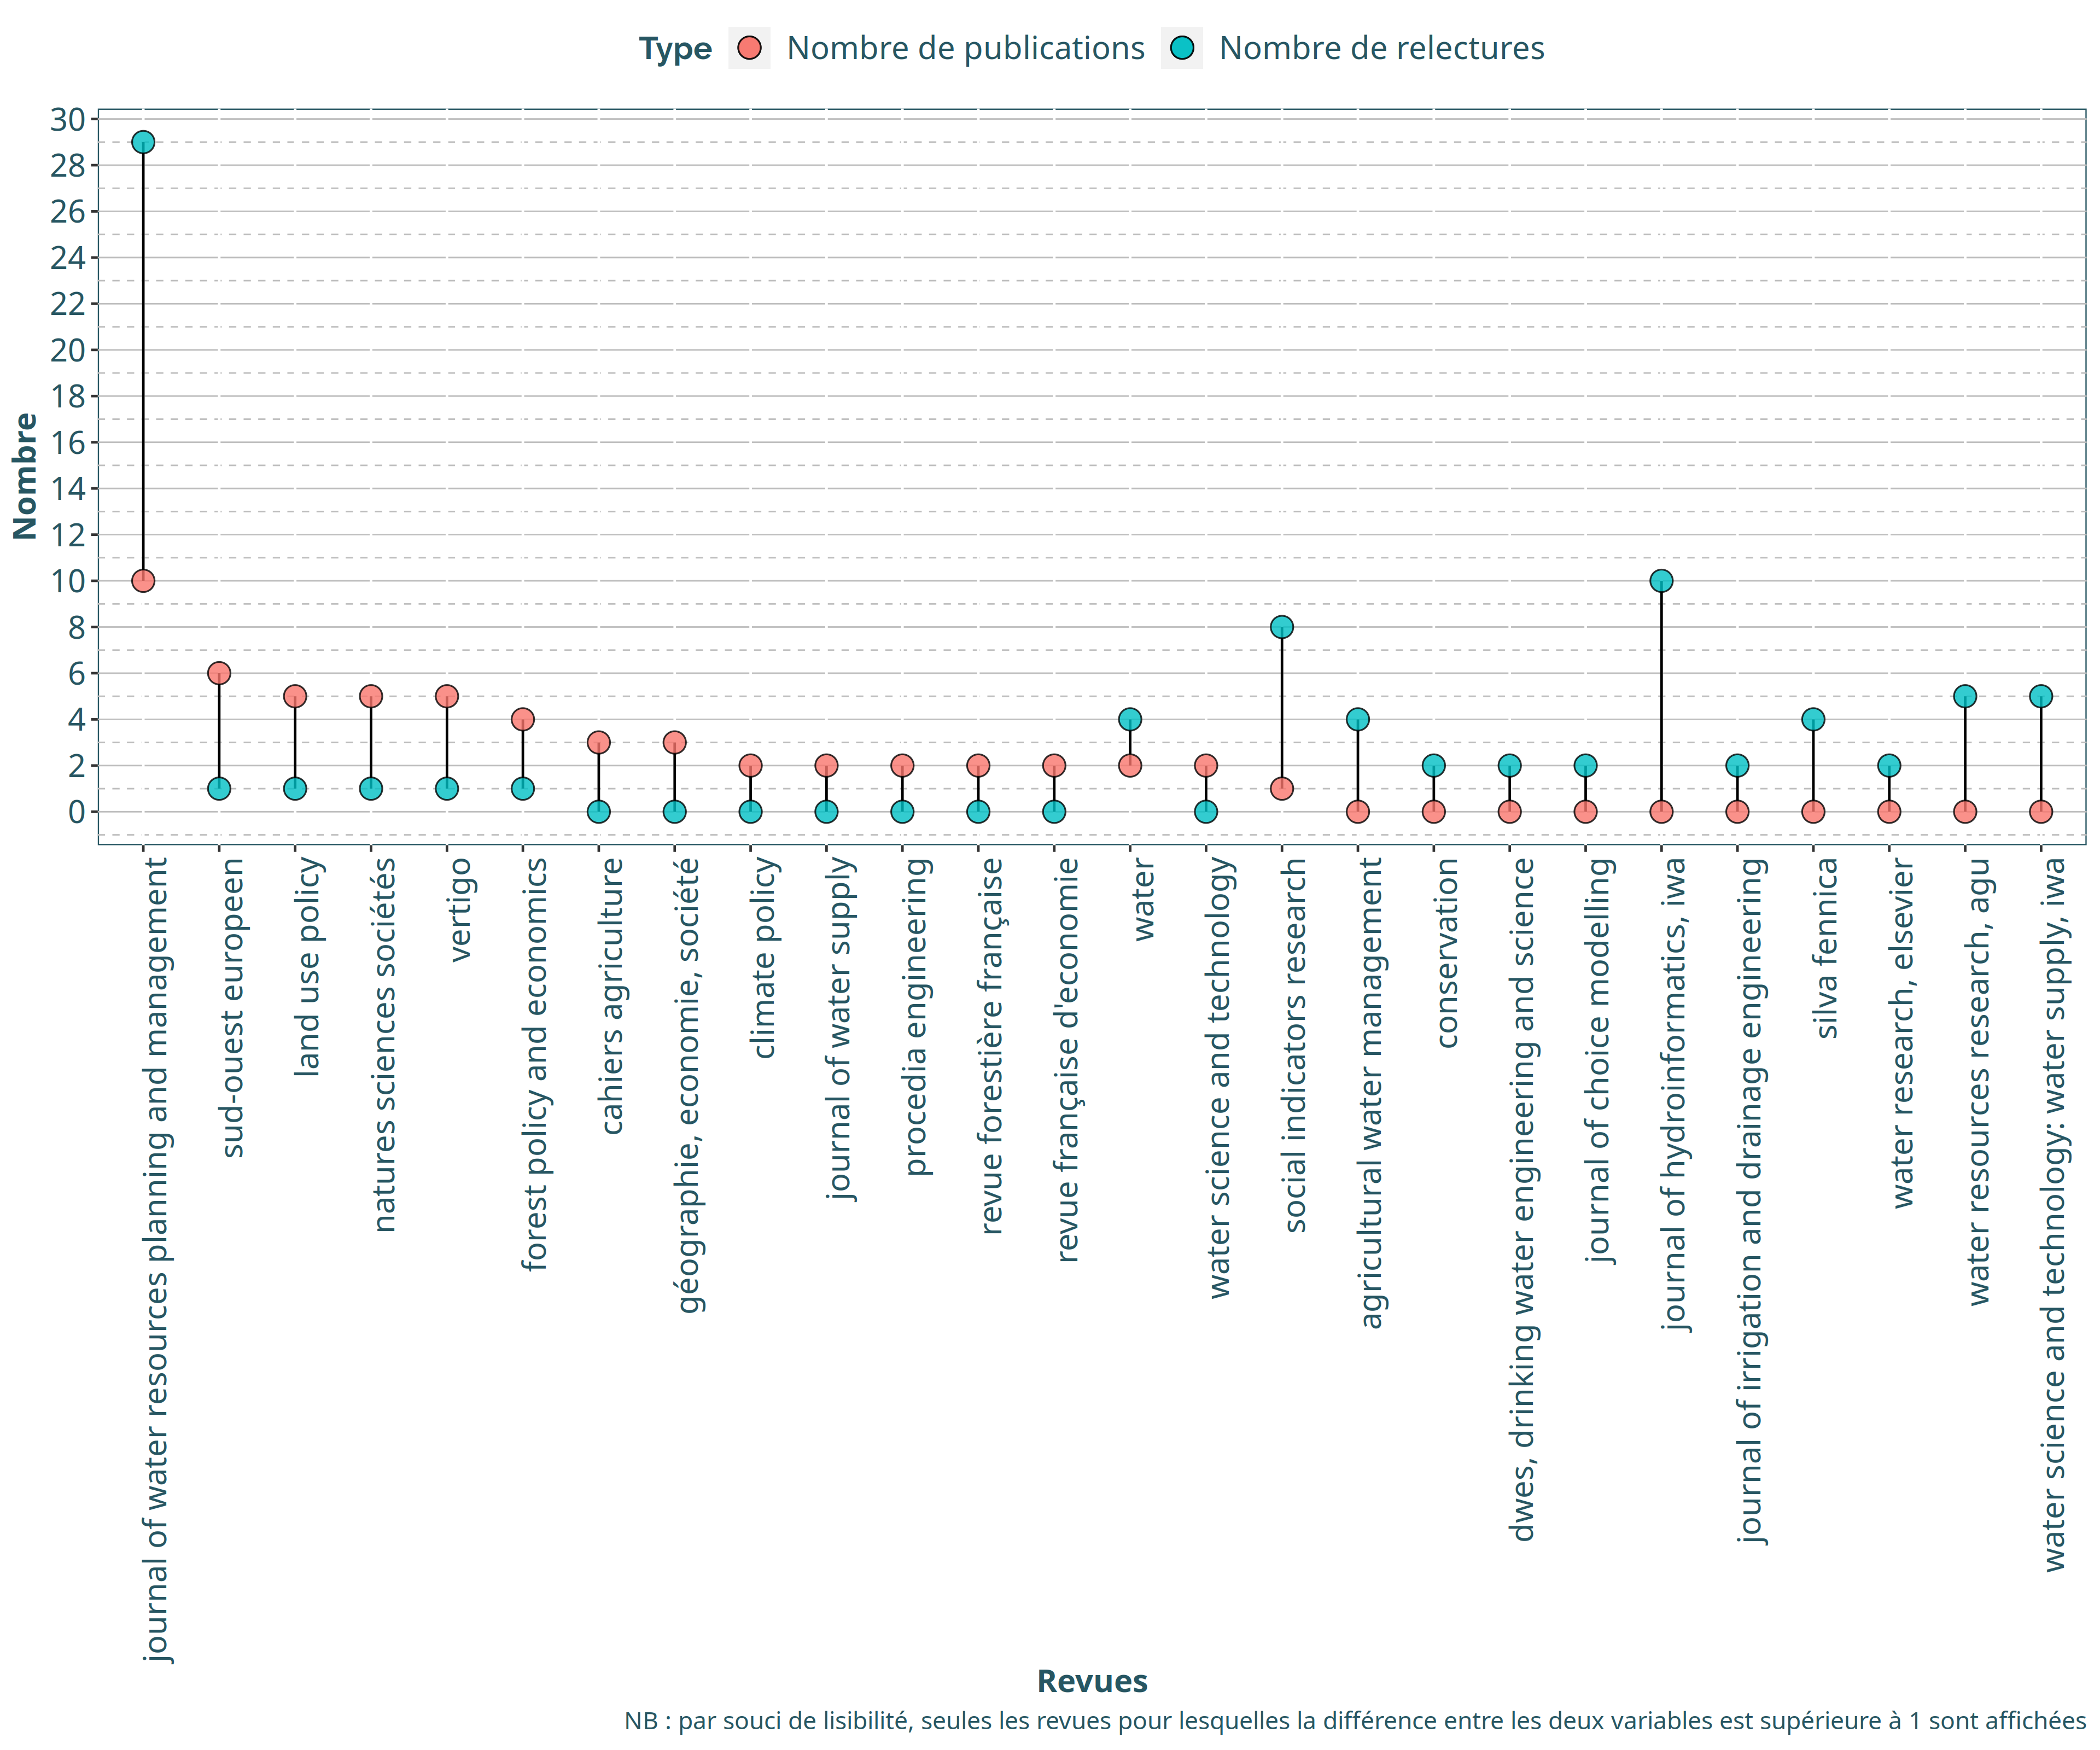 Type Nombre de publications Nombre de relectures
Nombre
30
28
26
24
22
20
18
16
14
12
10
8
6
4
2
0
journal of water resources planning and management
sud-ouest europeen
land use policy
natures sciences sociétés
vertigo
forest policy and economics
cahiers agriculture
géographie, economie, société
climate policy
journal of water supply
procedia engineering
revue forestière française
revue française d'economie
water
water science and technology
social indicators research
agricultural water management
conservation
dwes, drinking water engineering and science
journal of choice modelling
journal of hydroinformatics, iwa
journal of irrigation and drainage engineering
silva fennica
water research, elsevier
water resources research, agu
water science and technology: water supply, iwa
Revues
NB : par souci de lisibilité, seules les revues pour lesquelles la différence entre les deux variables est supérieure à 1 sont affichées